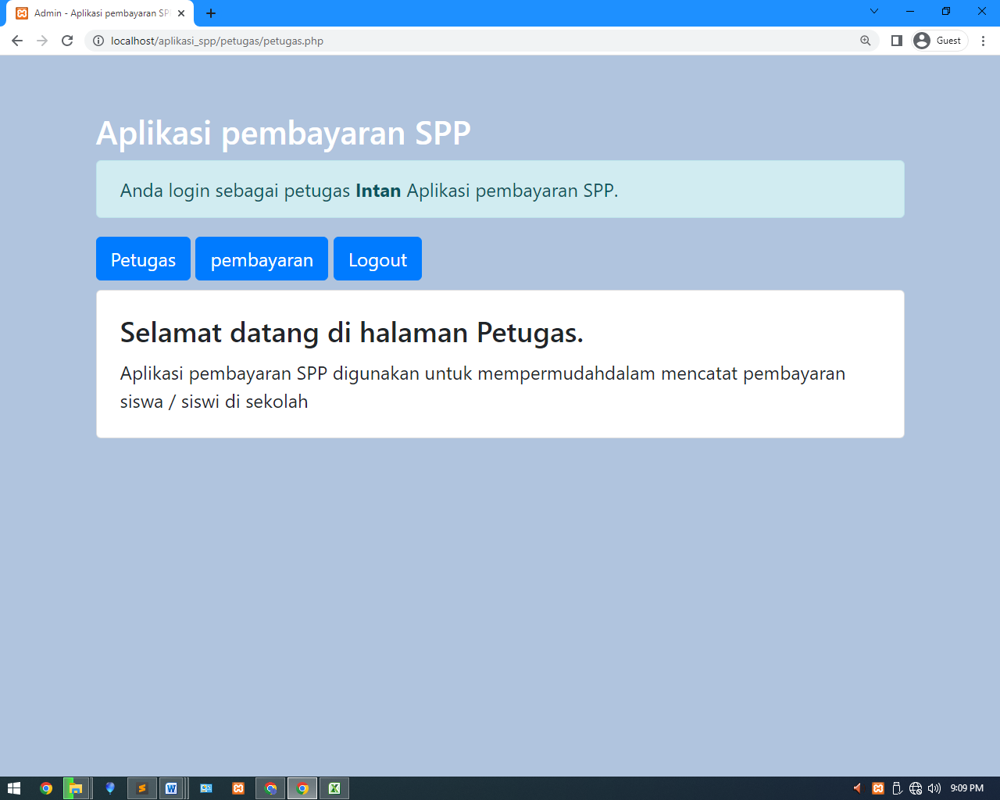 Admin - Aplikasi pembayaran SP
localhost/aplikasi_spp/petugas/petugas.php
Guest
Aplikasi pembayaran SPP
Anda login sebagai petugas Intan Aplikasi pembayaran SPP.
Petugas pembayaran Logout
Selamat datang di halaman Petugas.
Aplikasi pembayaran SPP digunakan untuk mempermudahdalam mencatat pembayaran
siswa / siswi di sekolah
9:09 PM